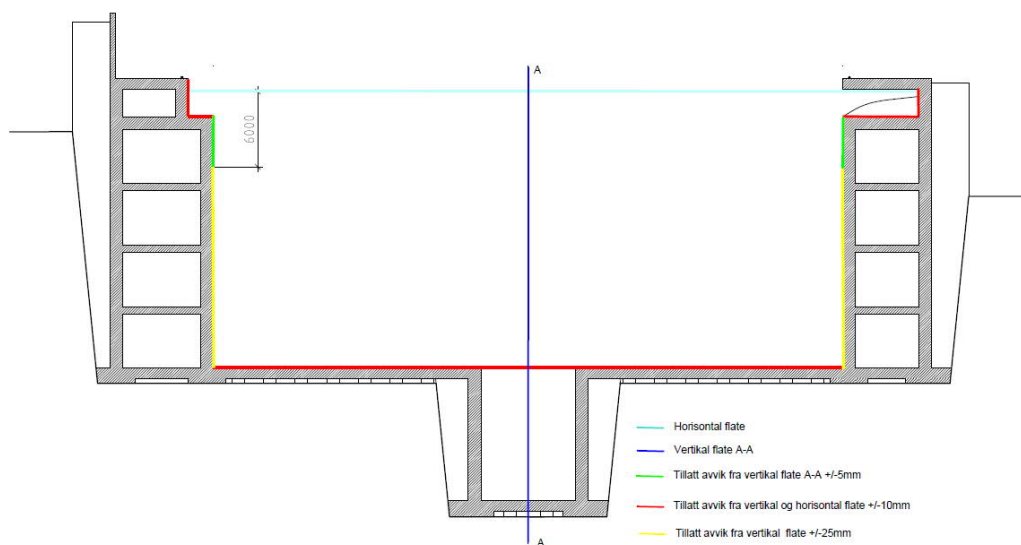 A
6000
Horisontal flate
Vertikal flate A-A
Tillatt avvik fra vertikal flate A-A +/-5mm
Tillatt avvik fra vertikal og horisontal flate +/-10mm
Tillatt avvik fra vertikal flate +/-25mm
A